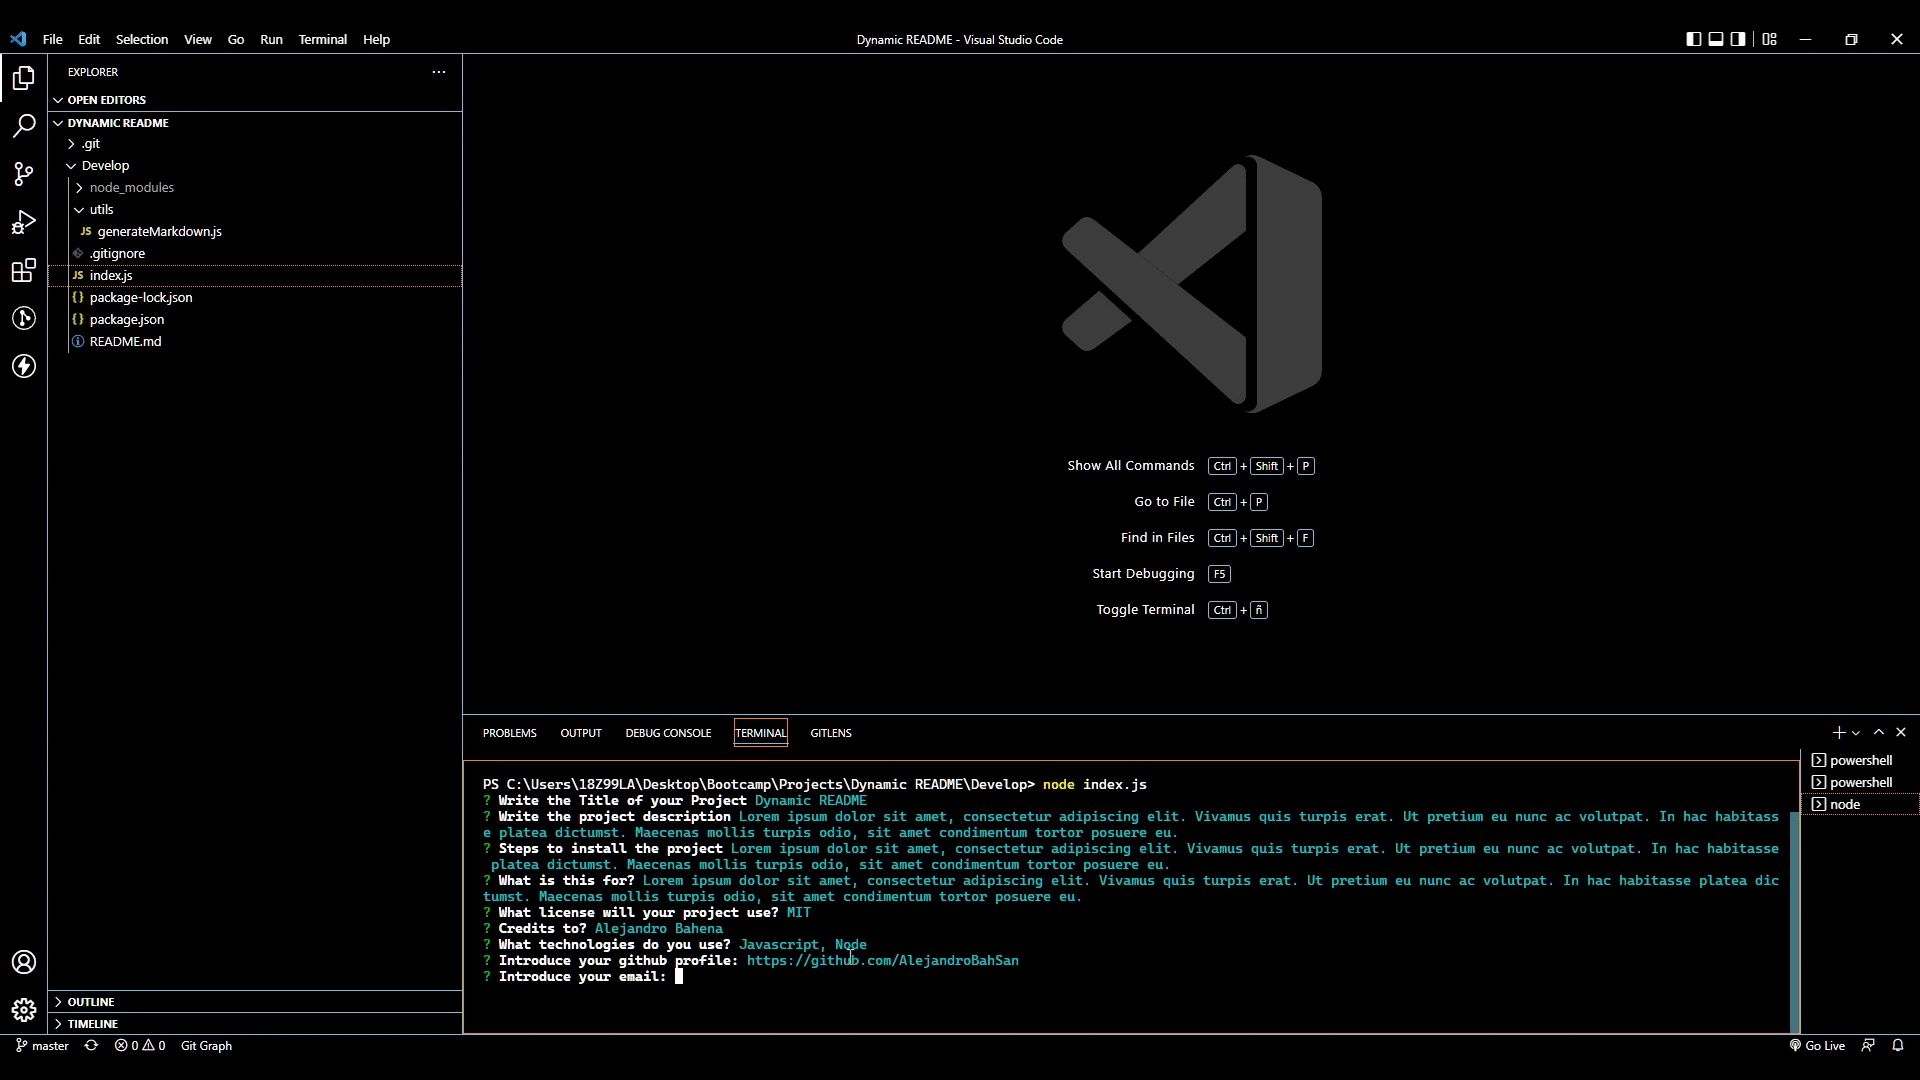 File Edit Selection View Go Run Terminal Help
Dynamic README - Visual Studio Code
EXPLORER
OPEN EDITORS
DYNAMIC README
.git
Develop
node_modules
utils
JS generateMarkdown.js
.gitignore
JS index.js
{} package-lock.json
{} package.json
README.md
Show All Commands Ctrl + Shift + P
Go to File Ctrl + P
Find in Files Ctrl + Shift + F
Start Debugging F5
Toggle Terminal Ctrl + ñ
PROBLEMS OUTPUT DEBUG CONSOLE TERMINAL GITLENS
PS C:\Users\18Z99LA\Desktop\Bootcamp\Projects\Dynamic README\Develop> node index.js
? Write the Title of your Project Dynamic README
? Write the project description Lorem ipsum dolor sit amet, consectetur adipiscing elit. Vivamus quis turpis erat. Ut pretium eu nunc ac volutpat. In hac habitass
e platea dictumst. Maecenas mollis turpis odio, sit amet condimentum tortor posuere eu.
? Steps to install the project Lorem ipsum dolor sit amet, consectetur adipiscing elit. Vivamus quis turpis erat. Ut pretium eu nunc ac volutpat. In hac habitasse
platea dictumst. Maecenas mollis turpis odio, sit amet condimentum tortor posuere eu.
? What is this for? Lorem ipsum dolor sit amet, consectetur adipiscing elit. Vivamus quis turpis erat. Ut pretium eu nunc ac volutpat. In hac habitasse platea dic
tumst. Maecenas mollis turpis odio, sit amet condimentum tortor posuere eu.
? What license will your project use? MIT
? Credits to? Alejandro Bahena
? What technologies do you use? Javascript, Node
? Introduce your github profile: https://github.com/AlejandroBahSan
? Introduce your email:
powershell
powershell
node
OUTLINE
TIMELINE
master 0 0 Git Graph
Go Live